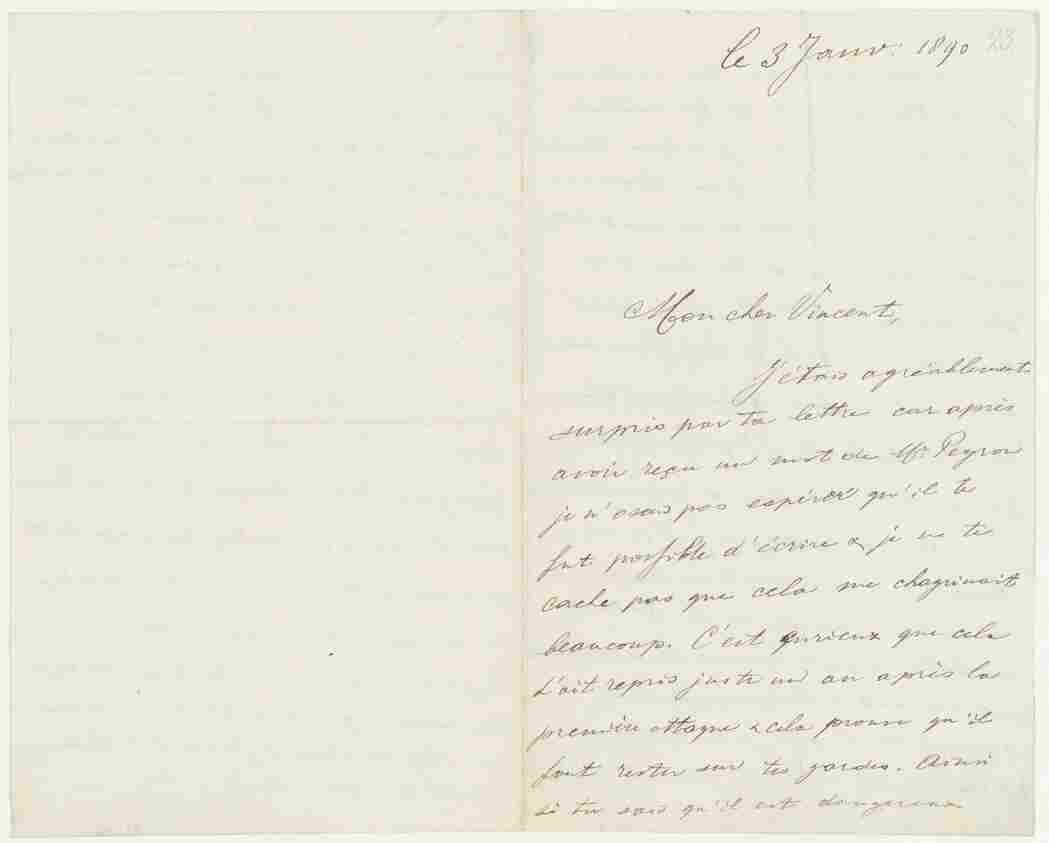 le 3 Janv. 1890 23
Mon cher Vincent,
J'étais agréablement
surpris par ta lettre car après
avoir reçu un mot de Mr. Peyron
je n'osais pas espérer qu'il te
fut possible d'écrire & je ne te
cache pas que cela me chagrinait
beaucoup. C'est curieux que cela
t'ait repris juste un an après la
première attaque & cela prouve qu'il
faut rester sur tes gardes. Ainsi
si tu sais qu'il est dangereux